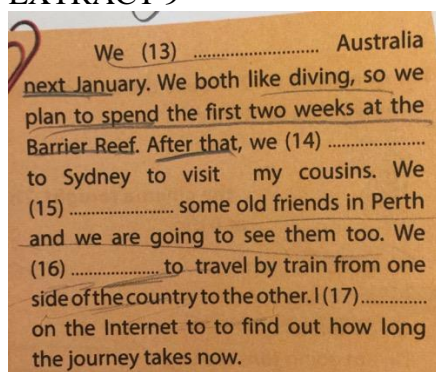 We (13) ........................... Australia
next January. We both like diving, so we
plan to spend the first two weeks at the
Barrier Reef. After that, we (14) .....................
to Sydney to visit my cousins. We
(15) ...................... some old friends in Perth
and we are going to see them too. We
(16) ................... to travel by train from one
side of the country to the other. I (17)..............
on the Internet to to find out how long
the journey takes now.